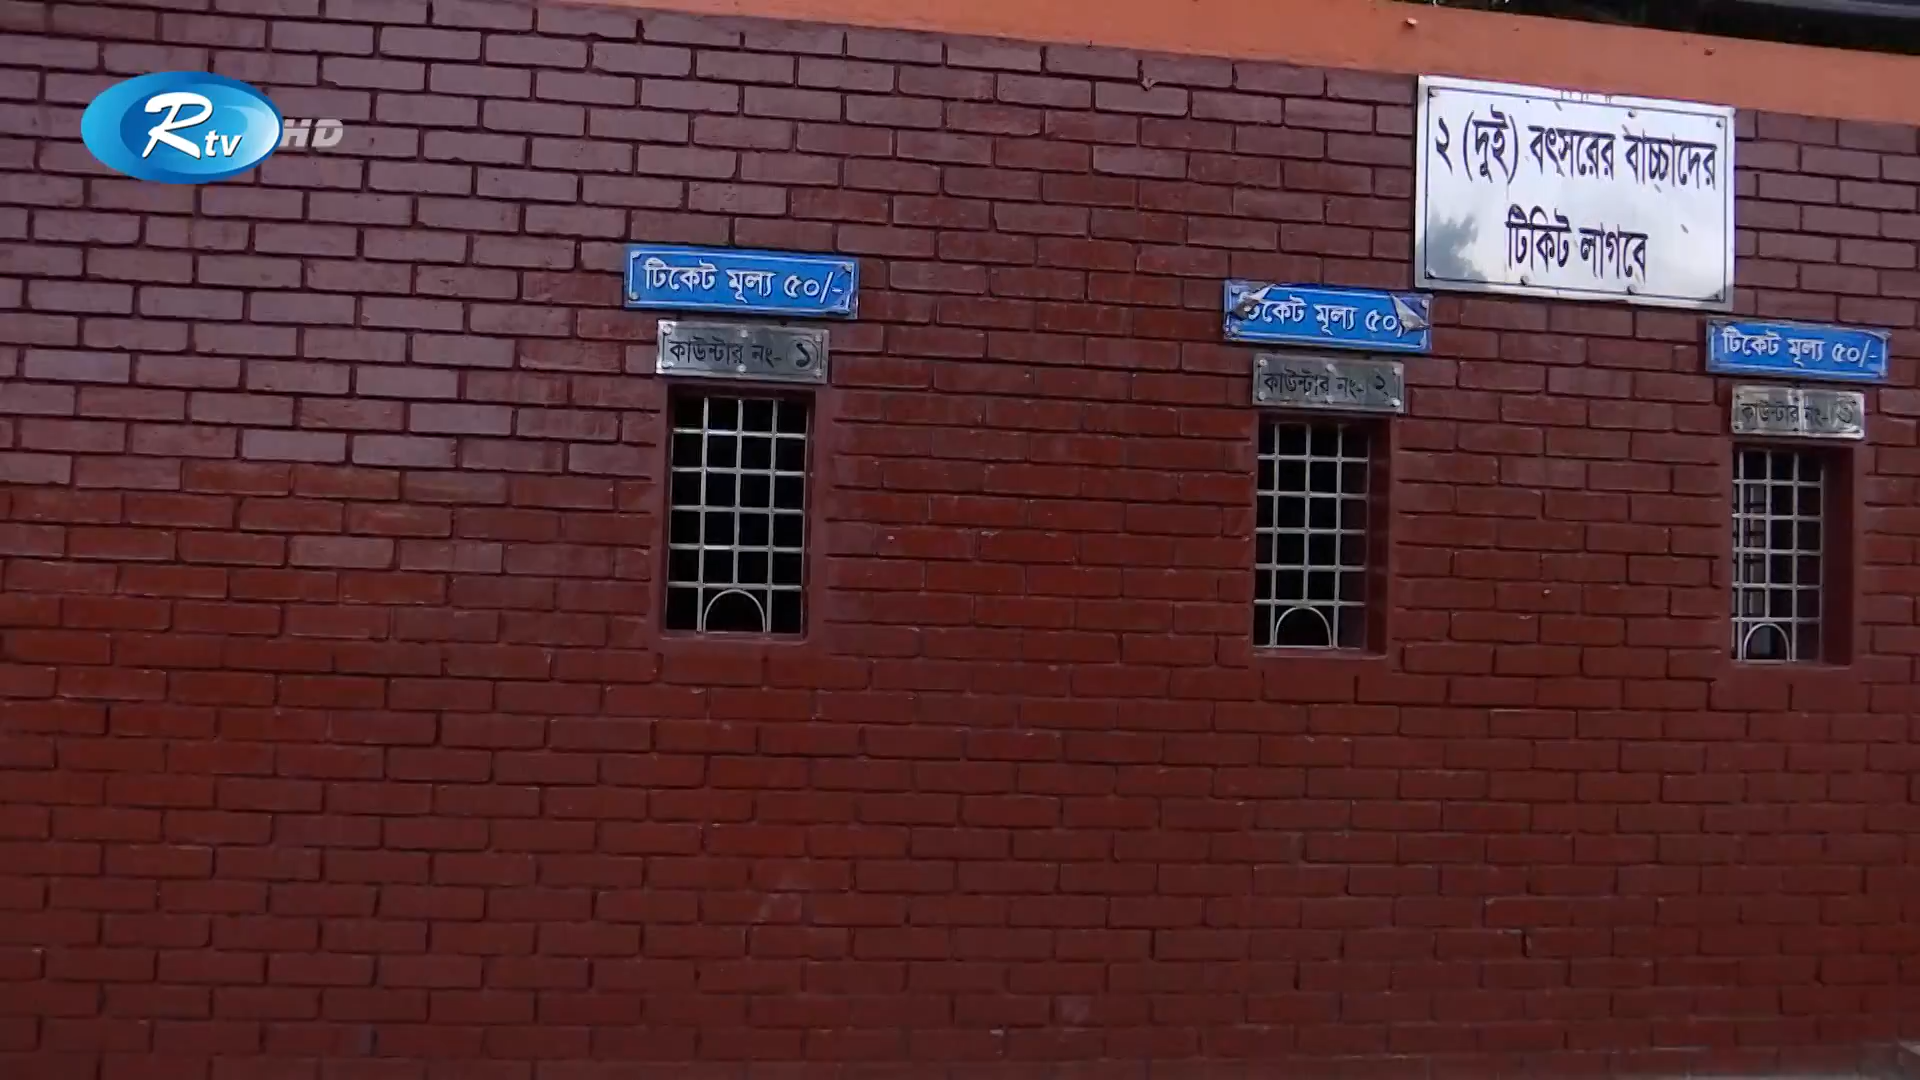 Rtv HD
২ (দুই) বৎসরের বাচ্চাদের
টিকিট লাগবে
টিকেট মূল্য ৫০/-
কাউন্টার নং- ১
টিকেট মূল্য ৫০/-
কাউন্টার নং- ২
টিকেট মূল্য ৫০/-
কাউন্টার নং- ৩